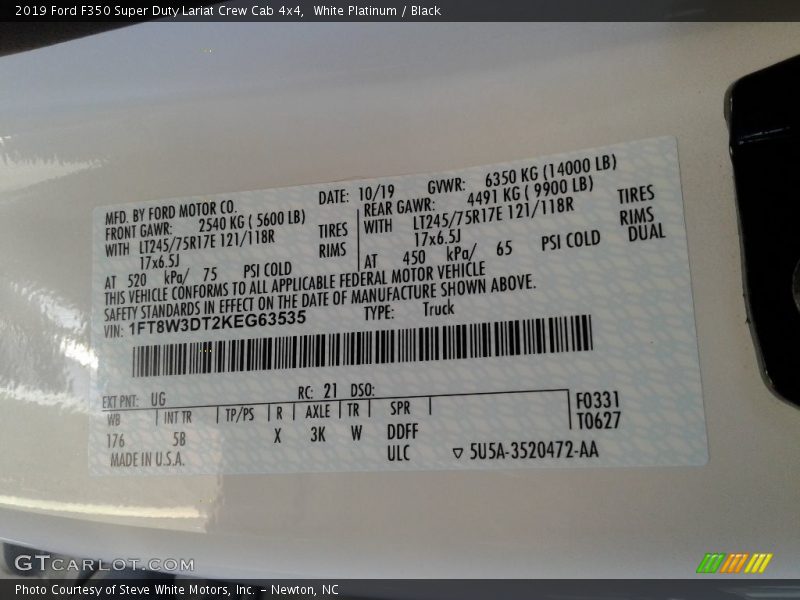 2019 Ford F350 Super Duty Lariat Crew Cab 4x4, White Platinum / Black
MFD. BY FORD MOTOR CO. DATE: 10/19 GVWR: 6350 KG (14000 LB)
FRONT GAWR: 2540 KG ( 5600 LB) REAR GAWR: 4491 KG ( 9900 LB)
WITH LT245/75R17E 121/118R TIRES WITH LT245/75R17E 121/118R TIRES
17x6.5J RIMS 17x6.5J RIMS
AT 520 kPa/ 75 PSI COLD AT 450 kPa/ 65 PSI COLD DUAL
THIS VEHICLE CONFORMS TO ALL APPLICABLE FEDERAL MOTOR VEHICLE
SAFETY STANDARDS IN EFFECT ON THE DATE OF MANUFACTURE SHOWN ABOVE.
VIN: 1FT8W3DT2KEG63535 TYPE: Truck
EXT PNT: UG RC: 21 DSO: F0331
WB INT TR TP/PS R AXLE TR SPR T0627
176 5B X 3K W DDFF
MADE IN U.S.A. ULC ▽ 5U5A-3520472-AA
GTCARLOT.COM
Photo Courtesy of Steve White Motors, Inc. – Newton, NC